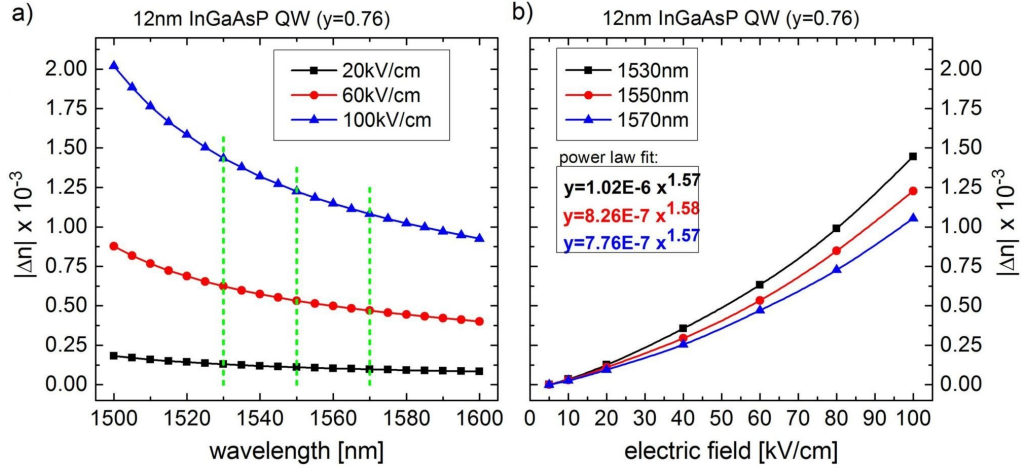 a)
12nm InGaAsP QW (y=0.76)
2.00
1.75
1.50
1.25
1.00
0.75
0.50
0.25
0.00
|Δn| x 10⁻³
20kV/cm
60kV/cm
100kV/cm
1500 1520 1540 1560 1580 1600
wavelength [nm]
b)
12nm InGaAsP QW (y=0.76)
1530nm
1550nm
1570nm
power law fit:
y=1.02E-6 x^1.57
y=8.26E-7 x^1.58
y=7.76E-7 x^1.57
2.00
1.75
1.50
1.25
1.00
0.75
0.50
0.25
0.00
|Δn| x 10⁻³
0 10 20 30 40 50 60 70 80 90 100
electric field [kV/cm]